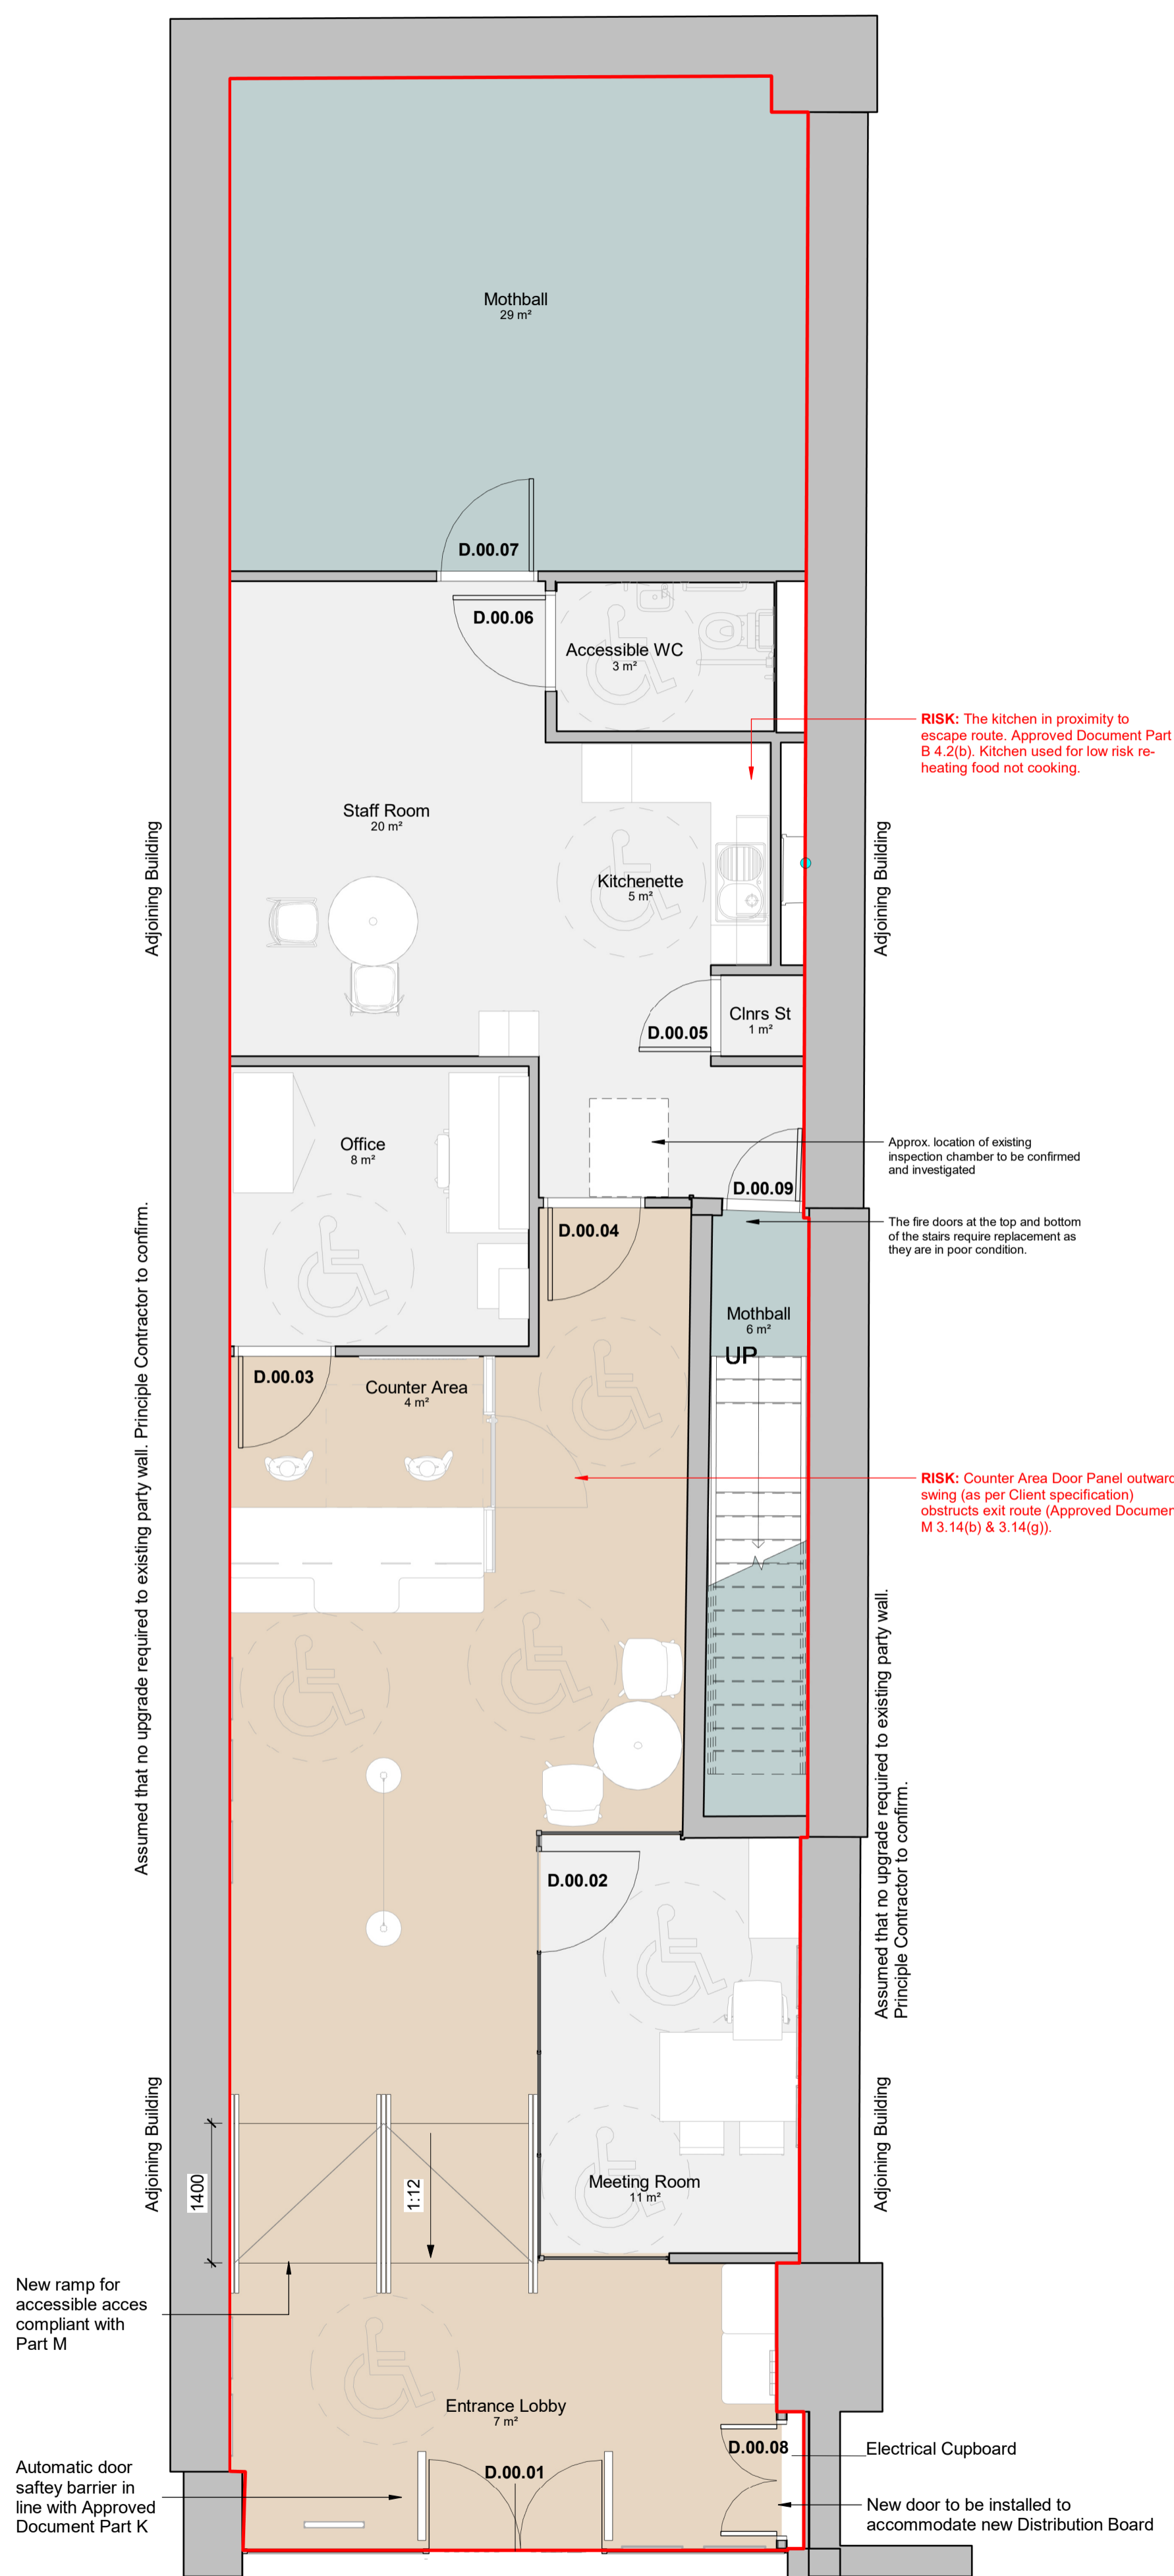 Mothball
29 m²
D.00.07
D.00.06
Accessible WC
3 m²
RISK: The kitchen in proximity to
escape route. Approved Document Part
B 4.2(b). Kitchen used for low risk re-
heating food not cooking.
Staff Room
20 m²
Adjoining Building
Adjoining Building
Kitchenette
5 m²
Clnrs St
1 m²
D.00.05
Office
8 m²
Approx. location of existing
inspection chamber to be confirmed
and investigated
D.00.09
D.00.04
The fire doors at the top and bottom
of the stairs require replacement as
they are in poor condition.
Mothball
6 m²
UP
D.00.03
Counter Area
4 m²
RISK: Counter Area Door Panel outward
swing (as per Client specification)
obstructs exit route (Approved Documen
M 3.14(b) & 3.14(g)).
Assumed that no upgrade required to existing party wall. Principle Contractor to confirm.
Assumed that no upgrade required to existing party wall.
Principle Contractor to confirm.
D.00.02
Adjoining Building
Adjoining Building
1400
1:12
Meeting Room
11 m²
New ramp for
accessible acces
compliant with
Part M
Entrance Lobby
7 m²
D.00.08
Electrical Cupboard
D.00.01
Automatic door
saftey barrier in
line with Approved
Document Part K
New door to be installed to
accommodate new Distribution Board